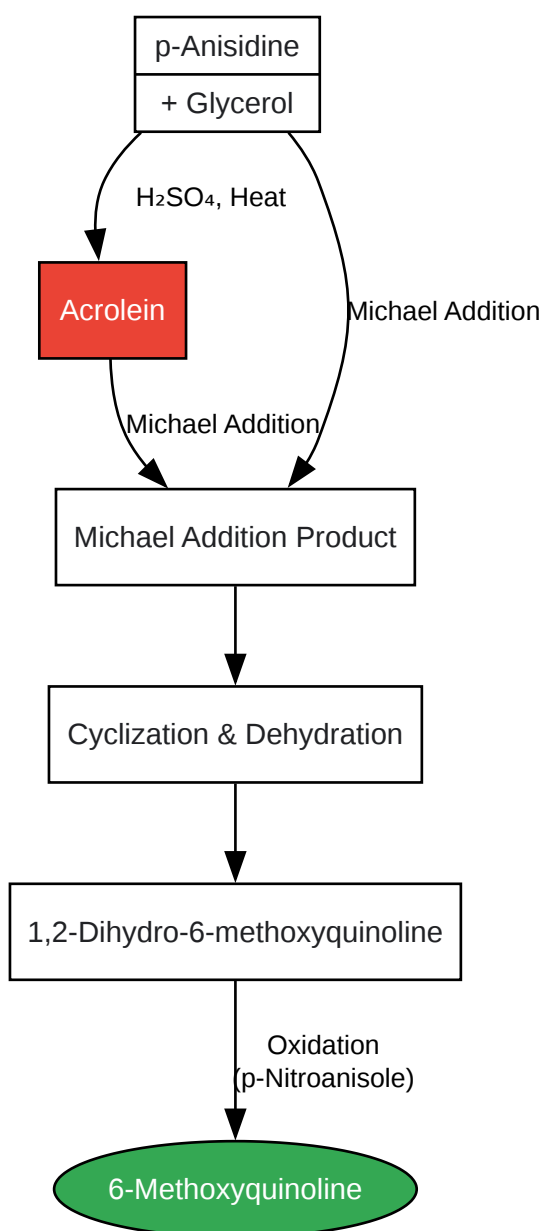 p-Anisidine
+ Glycerol
H₂SO₄, Heat
Acrolein
Michael Addition
Michael Addition
Michael Addition Product
Cyclization & Dehydration
1,2-Dihydro-6-methoxyquinoline
Oxidation
(p-Nitroanisole)
6-Methoxyquinoline